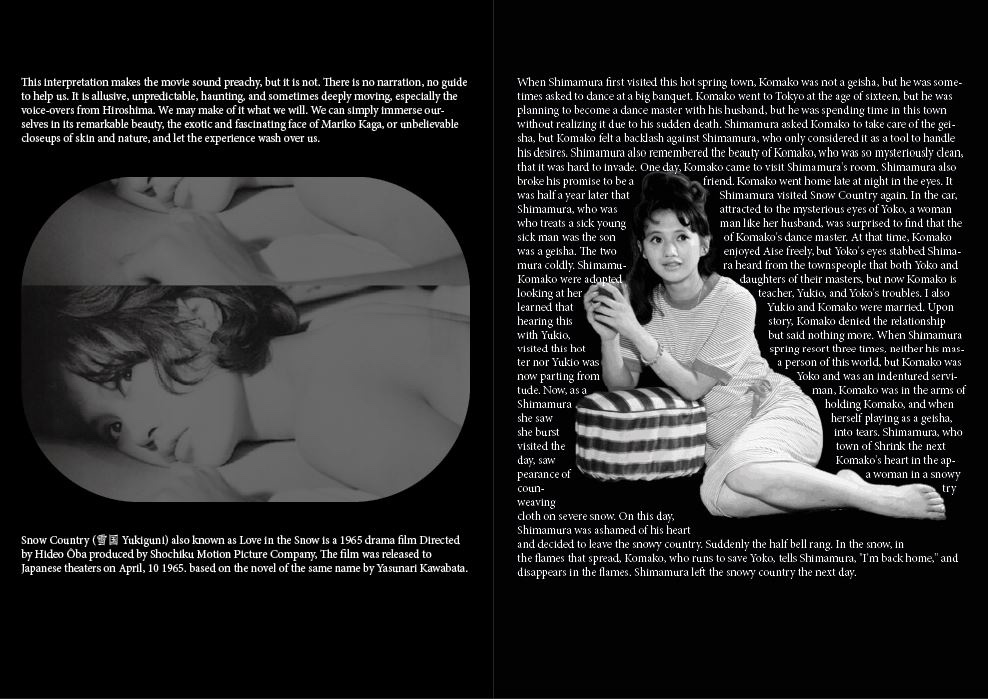 This interpretation makes the movie sound preachy, but it is not. There is no narration, no guide
to help us. It is allusive, unpredictable, haunting, and sometimes deeply moving, especially the
voice-overs from Hiroshima. We may make of it what we will. We can simply immerse our-
selves in its remarkable beauty, the exotic and fascinating face of Mariko Kaga, or unbelievable
closeups of skin and nature, and let the experience wash over us.
Snow Country (雪国 Yukiguni) also known as Love in the Snow is a 1965 drama film Directed
by Hideo Ōba produced by Shochiku Motion Picture Company, The film was released to
Japanese theaters on April, 10 1965. based on the novel of the same name by Yasunari Kawabata.
When Shimamura first visited this hot spring town, Komako was not a geisha, but he was some-
times asked to dance at a big banquet. Komako went to Tokyo at the age of sixteen, but he was
planning to become a dance master with his husband, but he was spending time in this town
without realizing it due to his sudden death. Shimamura asked Komako to take care of the gei-
sha, but Komako felt a backlash against Shimamura, who only considered it as a tool to handle
his desires. Shimamura also remembered the beauty of Komako, who was so mysteriously clean,
that it was hard to invade. One day, Komako came to visit Shimamura's room. Shimamura also
broke his promise to be a friend. Komako went home late at night in the eyes. It
was half a year later that Shimamura visited Snow Country again. In the car,
Shimamura, who was attracted to the mysterious eyes of Yoko, a woman
who treats a sick young man like her husband, was surprised to find that the
sick man was the son of Komako's dance master. At that time, Komako
was a geisha. The two enjoyed Aise freely, but Yoko's eyes stabbed Shima-
mura coldly. Shimamu- ra heard from the townspeople that both Yoko and
Komako were adopted daughters of their masters, but now Komako is
looking at her teacher, Yukio, and Yoko's troubles. I also
learned that Yukio and Komako were married. Upon
hearing this story, Komako denied the relationship
with Yukio, but said nothing more. When Shimamura
visited this hot spring resort three times, neither his mas-
ter nor Yukio was a person of this world, but Komako was
now parting from Yoko and was an indentured servi-
tude. Now, as a man, Komako was in the arms of
Shimamura holding Komako, and when
she saw herself playing as a geisha,
she burst into tears. Shimamura, who
visited the town of Shrink the next
day, saw Komako's heart in the ap-
pearance of a woman in a snowy
coun- try
weaving
cloth on severe snow. On this day,
Shimamura was ashamed of his heart
and decided to leave the snowy country. Suddenly the half bell rang. In the snow, in
the flames that spread, Komako, who runs to save Yoko, tells Shimamura, "I'm back home," and
disappears in the flames. Shimamura left the snowy country the next day.